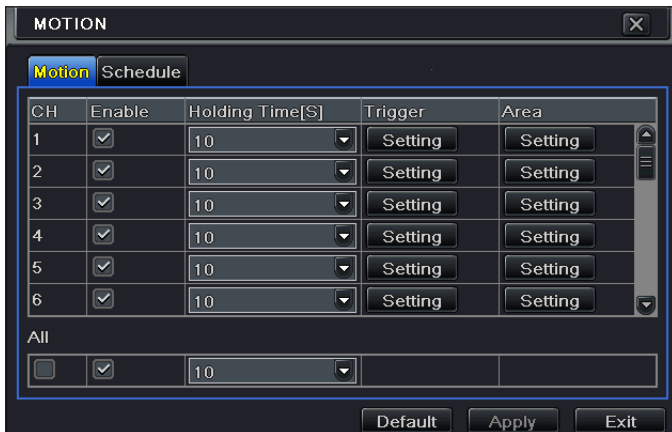 MOTION
Motion Schedule
CH Enable Holding Time[S] Trigger Area
1 10 Setting Setting
2 10 Setting Setting
3 10 Setting Setting
4 10 Setting Setting
5 10 Setting Setting
6 10 Setting Setting
All
10
Default Apply Exit